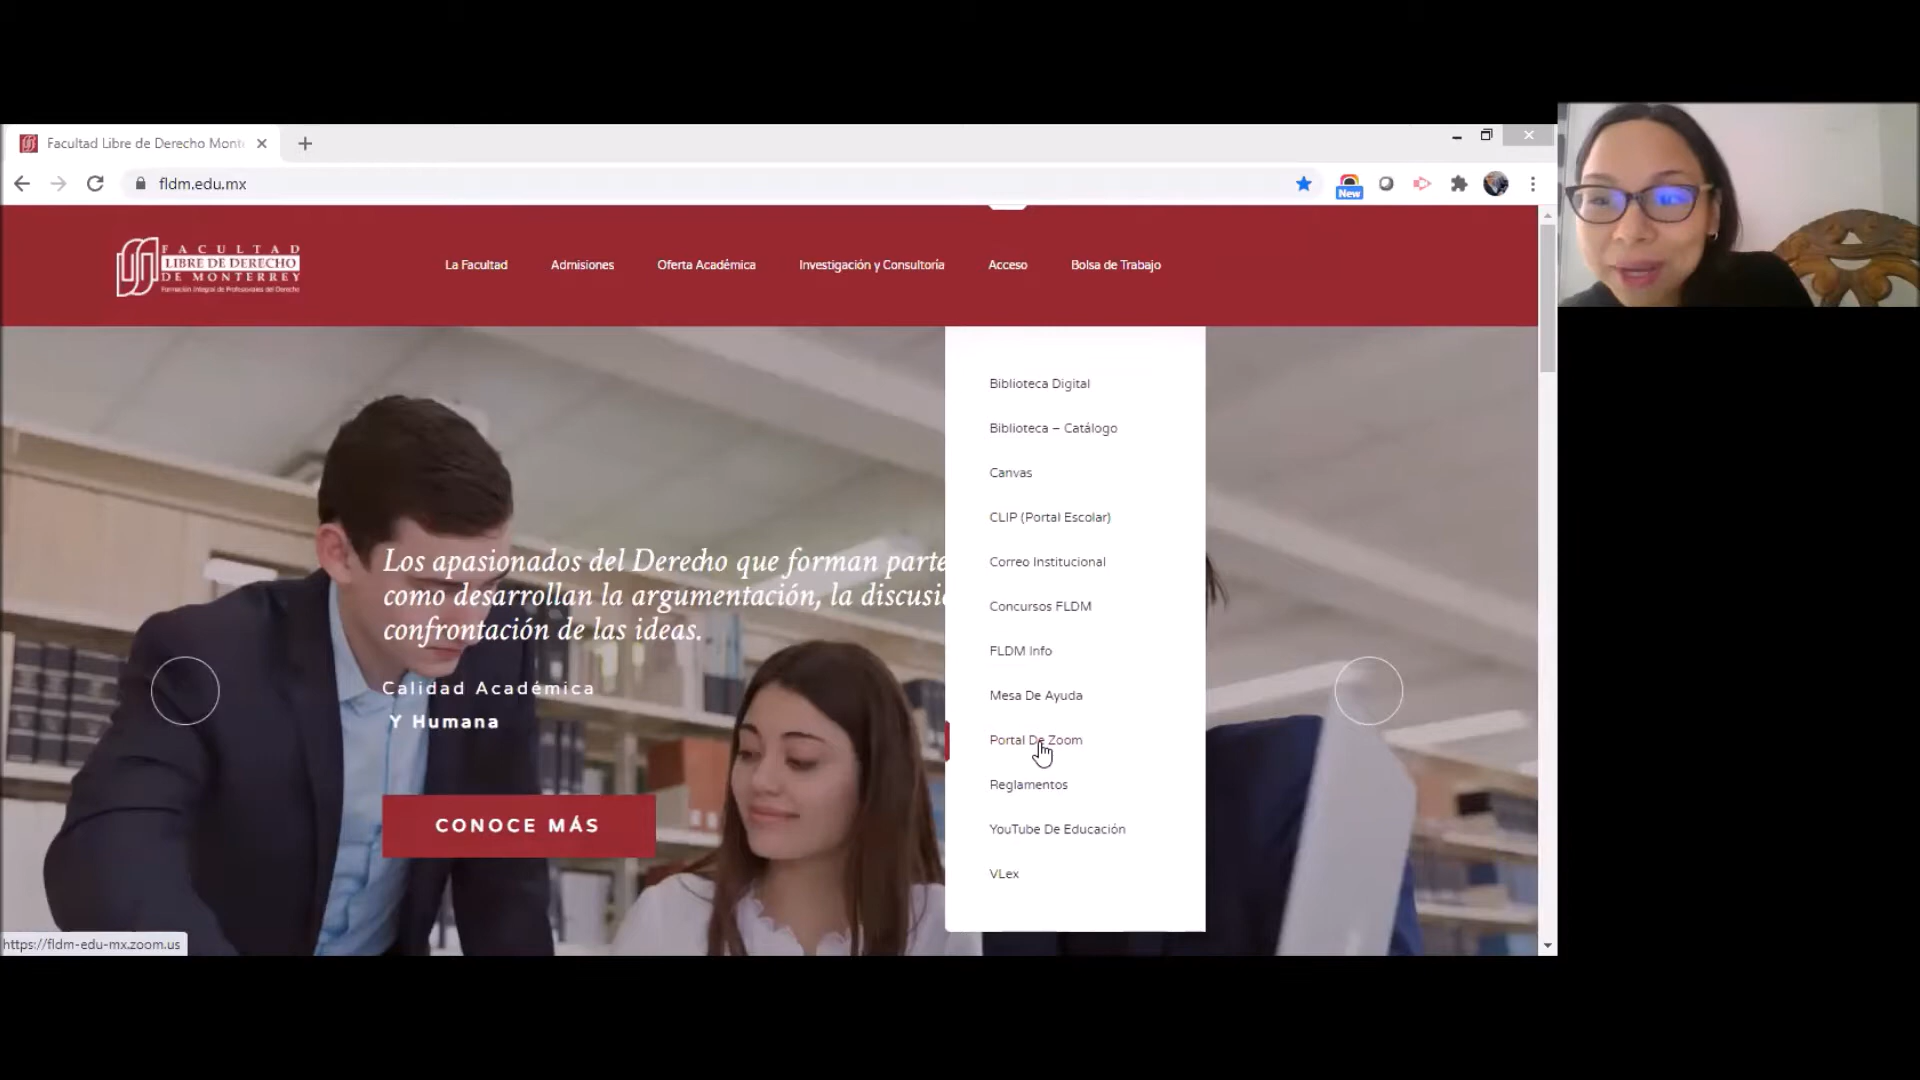 Facultad Libre de Derecho Mont
fldm.edu.mx
New
FACULTAD
LIBRE DE DERECHO
DE MONTERREY
Formación Integral de Profesionales del Derecho
La Facultad
Admisiones
Oferta Académica
Investigación y Consultoría
Acceso
Bolsa de Trabajo
Biblioteca Digital
Biblioteca – Catálogo
Canvas
CLIP (Portal Escolar)
Correo Institucional
Concursos FLDM
FLDM Info
Mesa De Ayuda
Portal De Zoom
Reglamentos
YouTube De Educación
VLex
Los apasionados del Derecho que forman parte
como desarrollan la argumentación, la discusi
confrontación de las ideas.
Calidad Académica
Y Humana
CONOCE MÁS
https://fldm-edu-mx.zoom.us